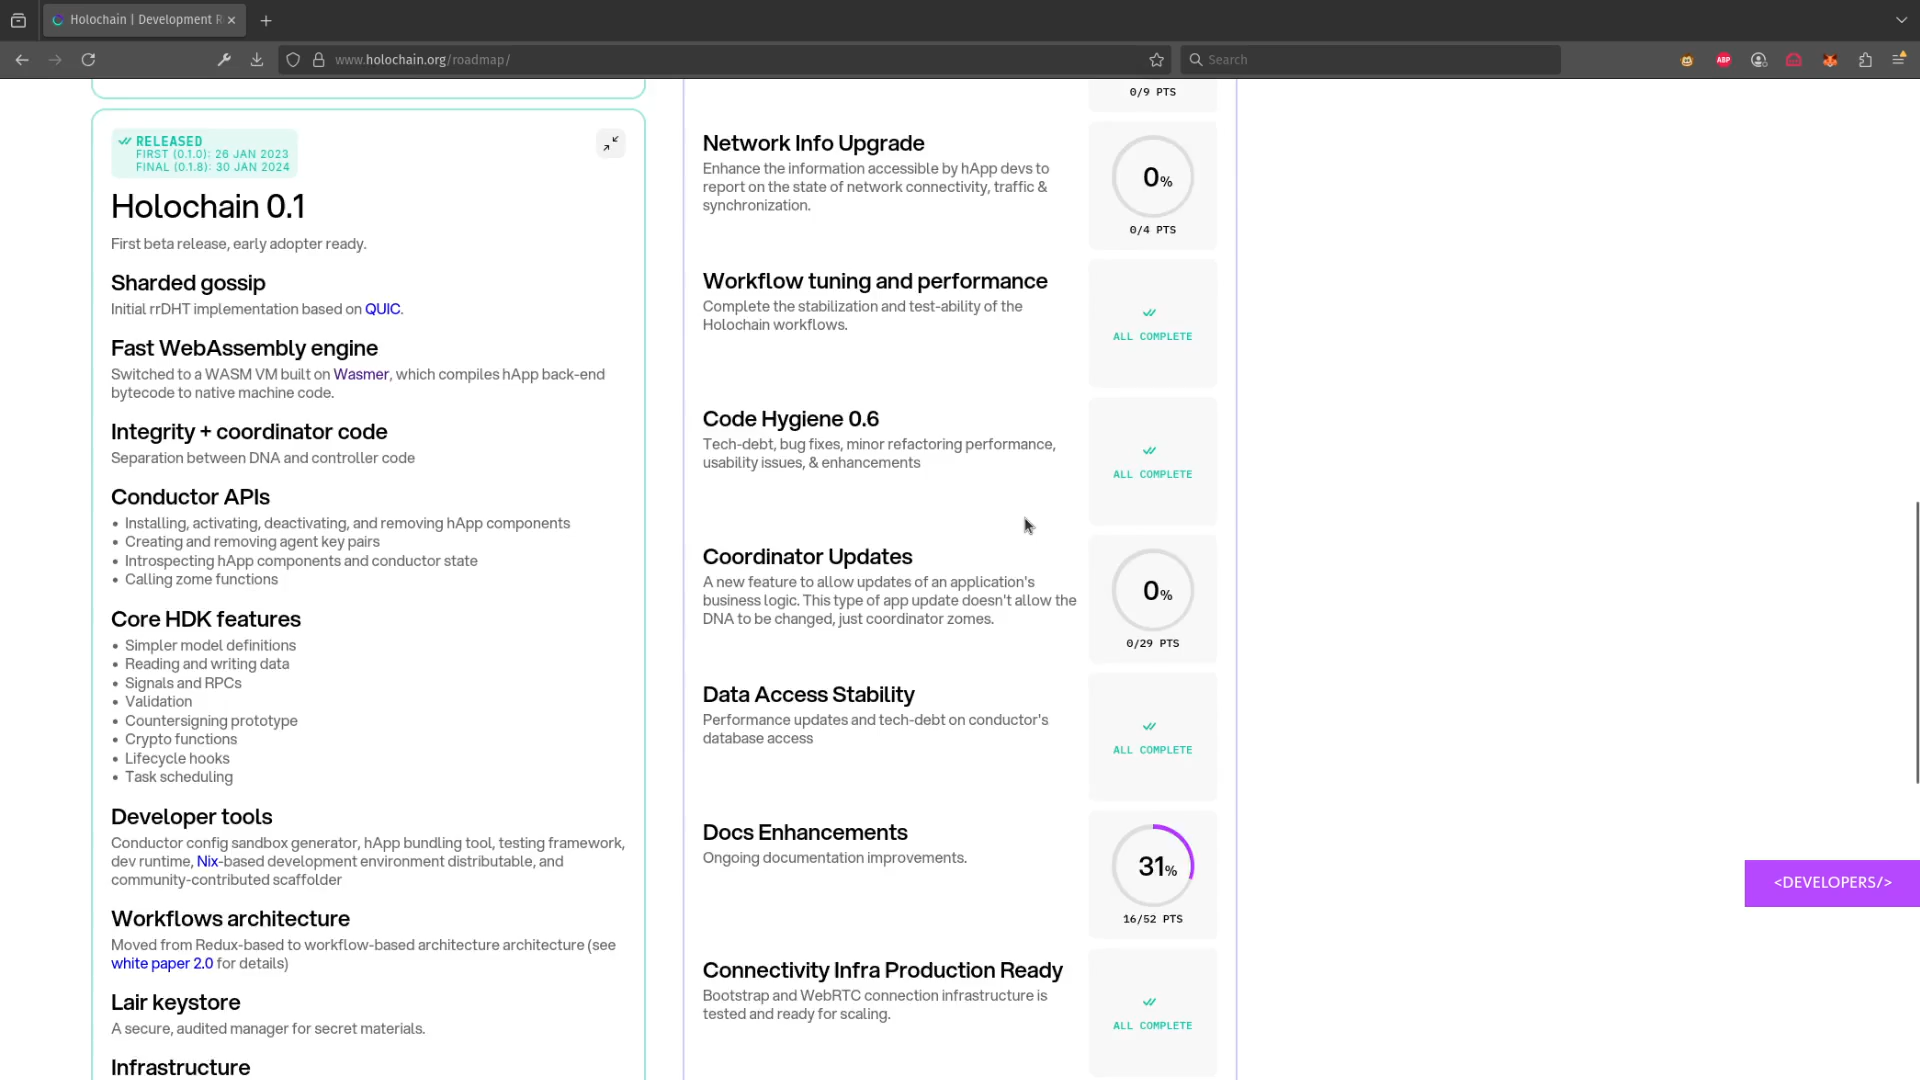 Holochain | Development R
www.holochain.org/roadmap/
Search
ABP
RELEASED
FIRST (0.1.0): 26 JAN 2023
FINAL (0.1.8): 30 JAN 2024
Holochain 0.1
First beta release, early adopter ready.
Sharded gossip
Initial rrDHT implementation based on QUIC.
Fast WebAssembly engine
Switched to a WASM VM built on Wasmer, which compiles hApp back-end
bytecode to native machine code.
Integrity + coordinator code
Separation between DNA and controller code
Conductor APIs
• Installing, activating, deactivating, and removing hApp components
• Creating and removing agent key pairs
• Introspecting hApp components and conductor state
• Calling zome functions
Core HDK features
• Simpler model definitions
• Reading and writing data
• Signals and RPCs
• Validation
• Countersigning prototype
• Crypto functions
• Lifecycle hooks
• Task scheduling
Developer tools
Conductor config sandbox generator, hApp bundling tool, testing framework,
dev runtime, Nix-based development environment distributable, and
community-contributed scaffolder
Workflows architecture
Moved from Redux-based to workflow-based architecture architecture (see
white paper 2.0 for details)
Lair keystore
A secure, audited manager for secret materials.
Infrastructure
0/9 PTS
Network Info Upgrade
Enhance the information accessible by hApp devs to
report on the state of network connectivity, traffic &
synchronization.
0%
0/4 PTS
Workflow tuning and performance
Complete the stabilization and test-ability of the
Holochain workflows.
ALL COMPLETE
Code Hygiene 0.6
Tech-debt, bug fixes, minor refactoring performance,
usability issues, & enhancements
ALL COMPLETE
Coordinator Updates
A new feature to allow updates of an application's
business logic. This type of app update doesn't allow the
DNA to be changed, just coordinator zomes.
0%
0/29 PTS
Data Access Stability
Performance updates and tech-debt on conductor's
database access
ALL COMPLETE
Docs Enhancements
Ongoing documentation improvements.
31%
16/52 PTS
Connectivity Infra Production Ready
Bootstrap and WebRTC connection infrastructure is
tested and ready for scaling.
ALL COMPLETE
<DEVELOPERS/>